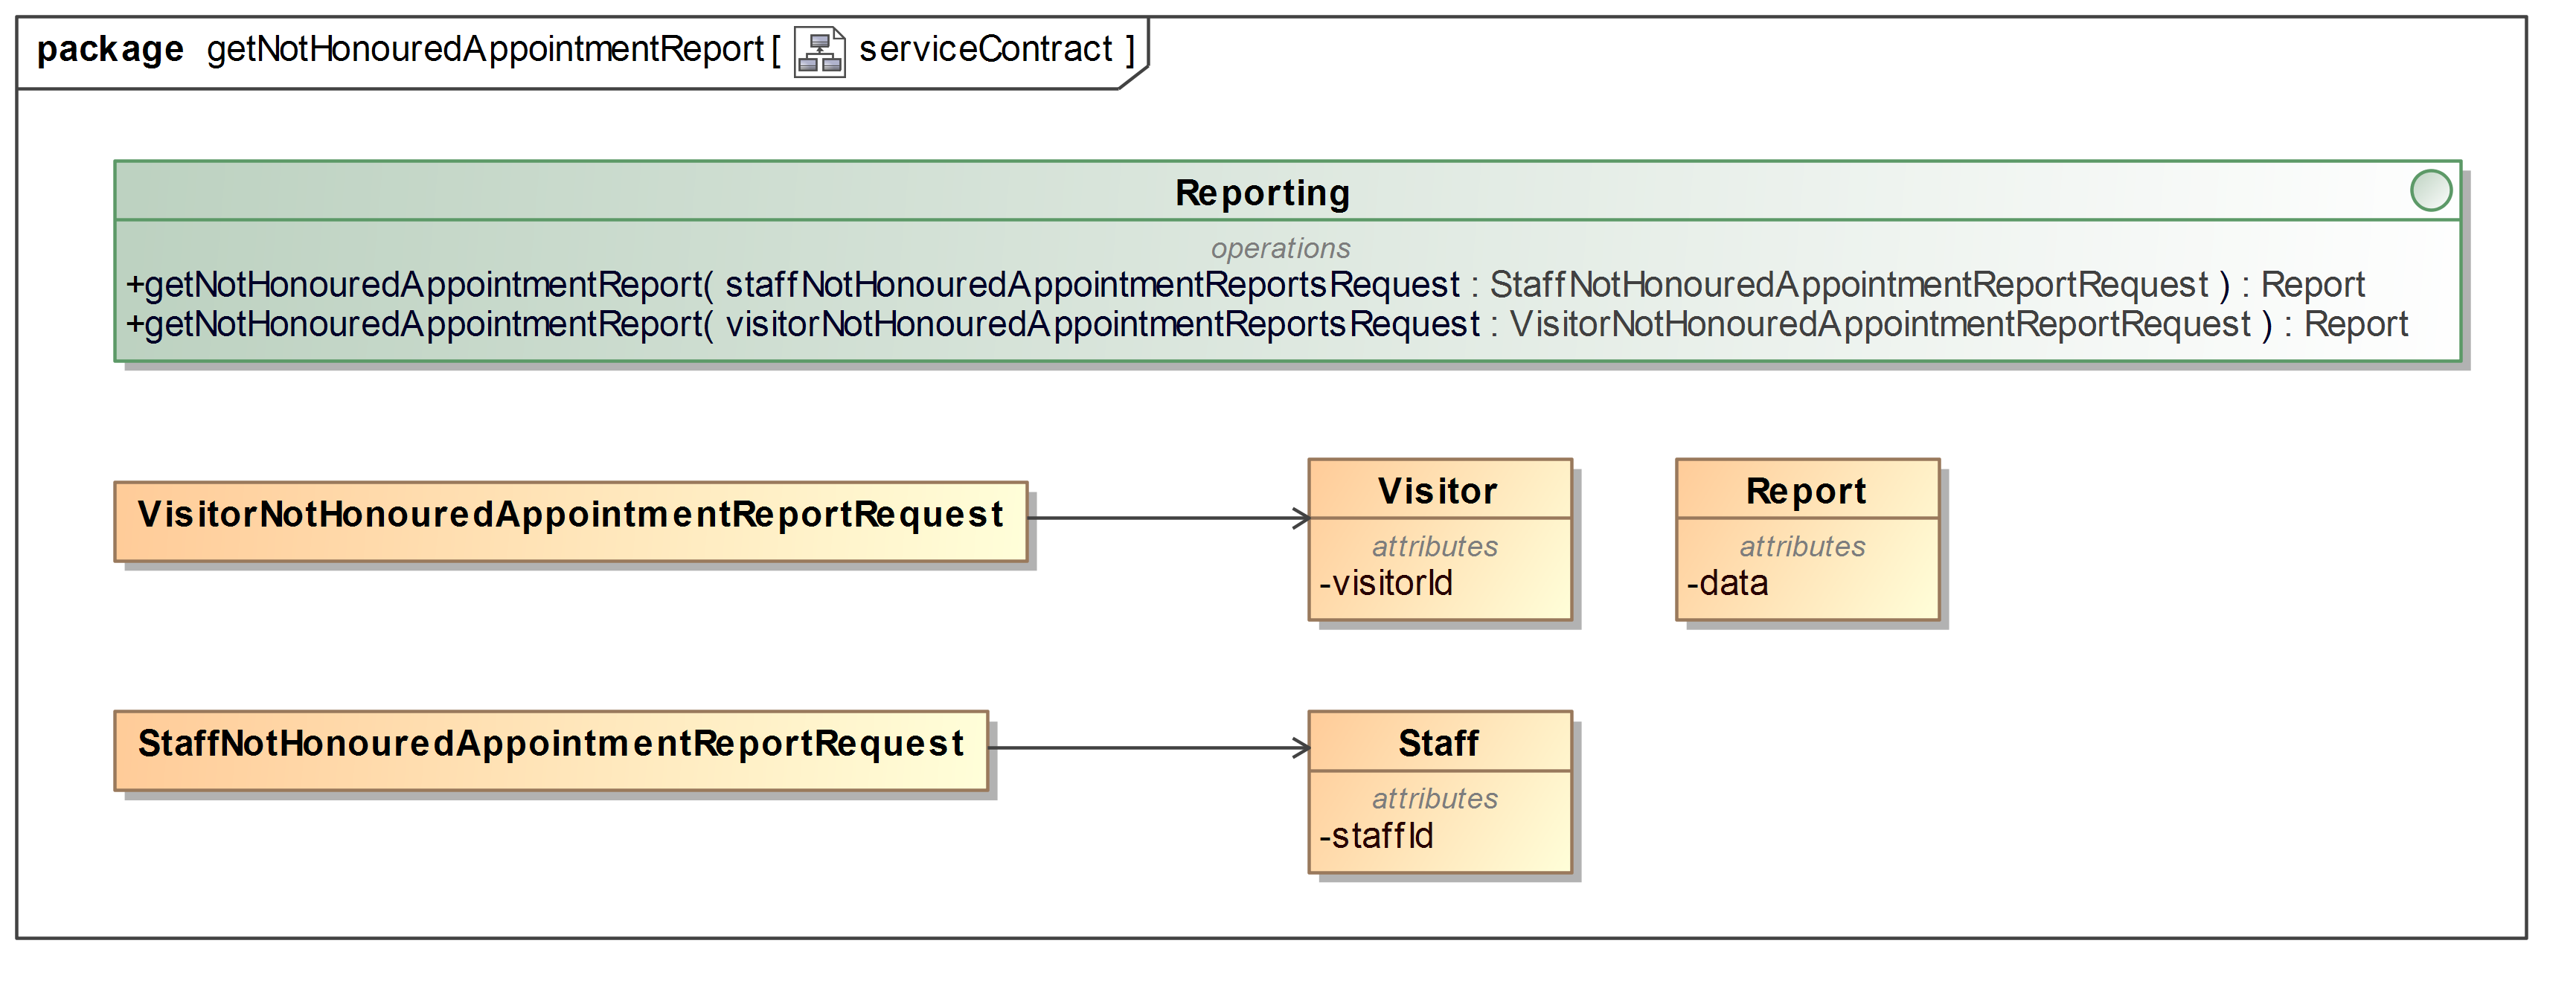 package getNotHonouredAppointmentReport[ serviceContract ]
Reporting
operations
+getNotHonouredAppointmentReport( staffNotHonouredAppointmentReportsRequest : StaffNotHonouredAppointmentReportRequest ) : Report
+getNotHonouredAppointmentReport( visitorNotHonouredAppointmentReportsRequest : VisitorNotHonouredAppointmentReportRequest ) : Report
VisitorNotHonouredAppointmentReportRequest
Visitor
attributes
-visitorId
Report
attributes
-data
StaffNotHonouredAppointmentReportRequest
Staff
attributes
-staffId